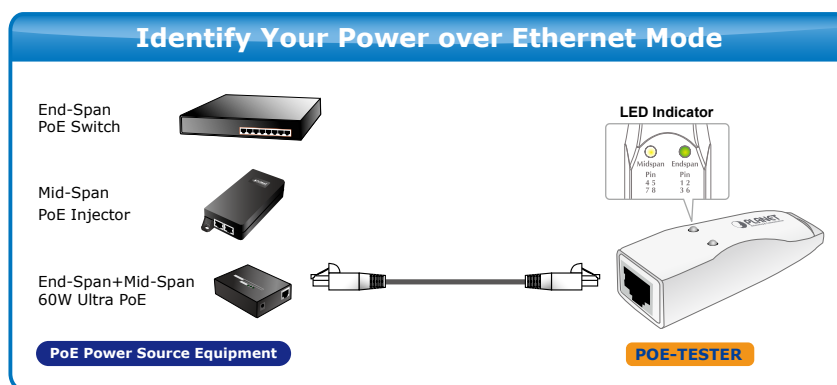 Identify Your Power over Ethernet Mode
End-Span
PoE Switch
Mid-Span
PoE Injector
End-Span+Mid-Span
60W Ultra PoE
PoE Power Source Equipment
LED Indicator
Midspan Endspan
Pin Pin
4 5 1 2
7 8 3 6
PLANET
POE-TESTER